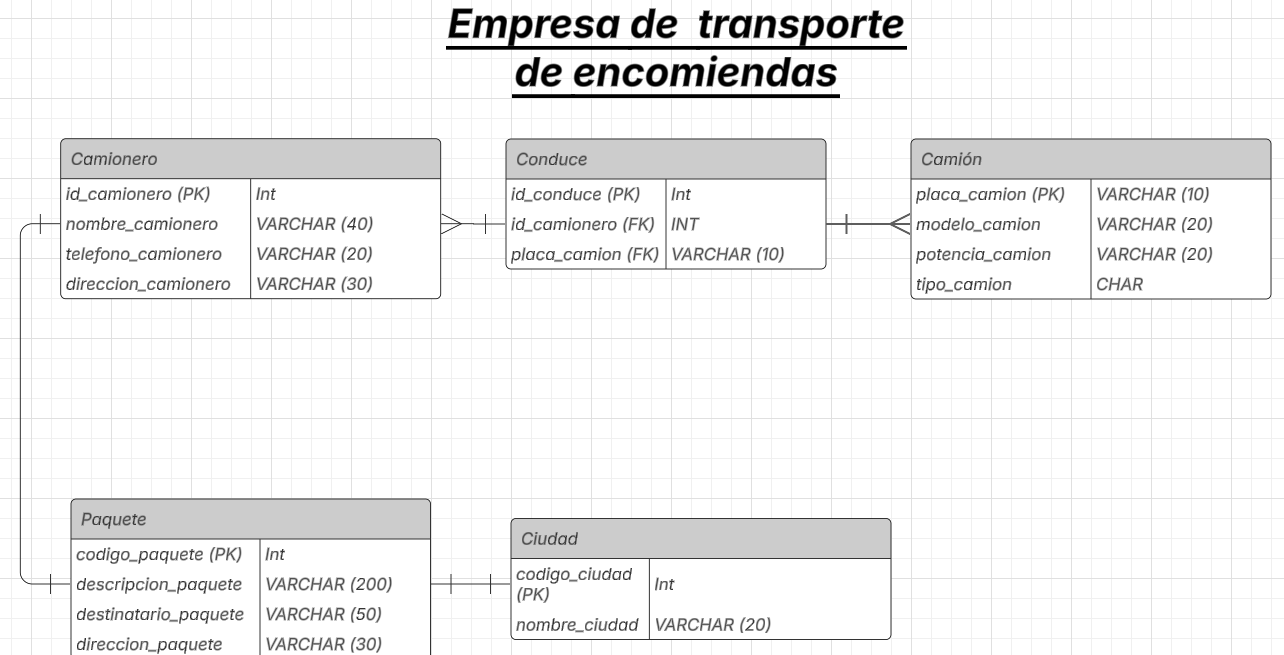 Empresa de transporte
de encomiendas
Camionero
id_camionero (PK) Int
nombre_camionero VARCHAR (40)
telefono_camionero VARCHAR (20)
direccion_camionero VARCHAR (30)
Conduce
id_conduce (PK) Int
id_camionero (FK) INT
placa_camion (FK) VARCHAR (10)
Camión
placa_camion (PK) VARCHAR (10)
modelo_camion VARCHAR (20)
potencia_camion VARCHAR (20)
tipo_camion CHAR
Paquete
codigo_paquete (PK) Int
descripcion_paquete VARCHAR (200)
destinatario_paquete VARCHAR (50)
direccion_paquete VARCHAR (30)
Ciudad
codigo_ciudad
(PK) Int
nombre_ciudad VARCHAR (20)